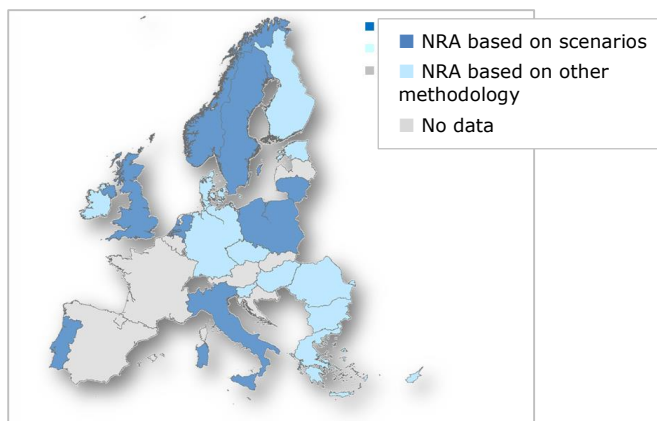 NRA based on scenarios
NRA based on other
methodology
No data